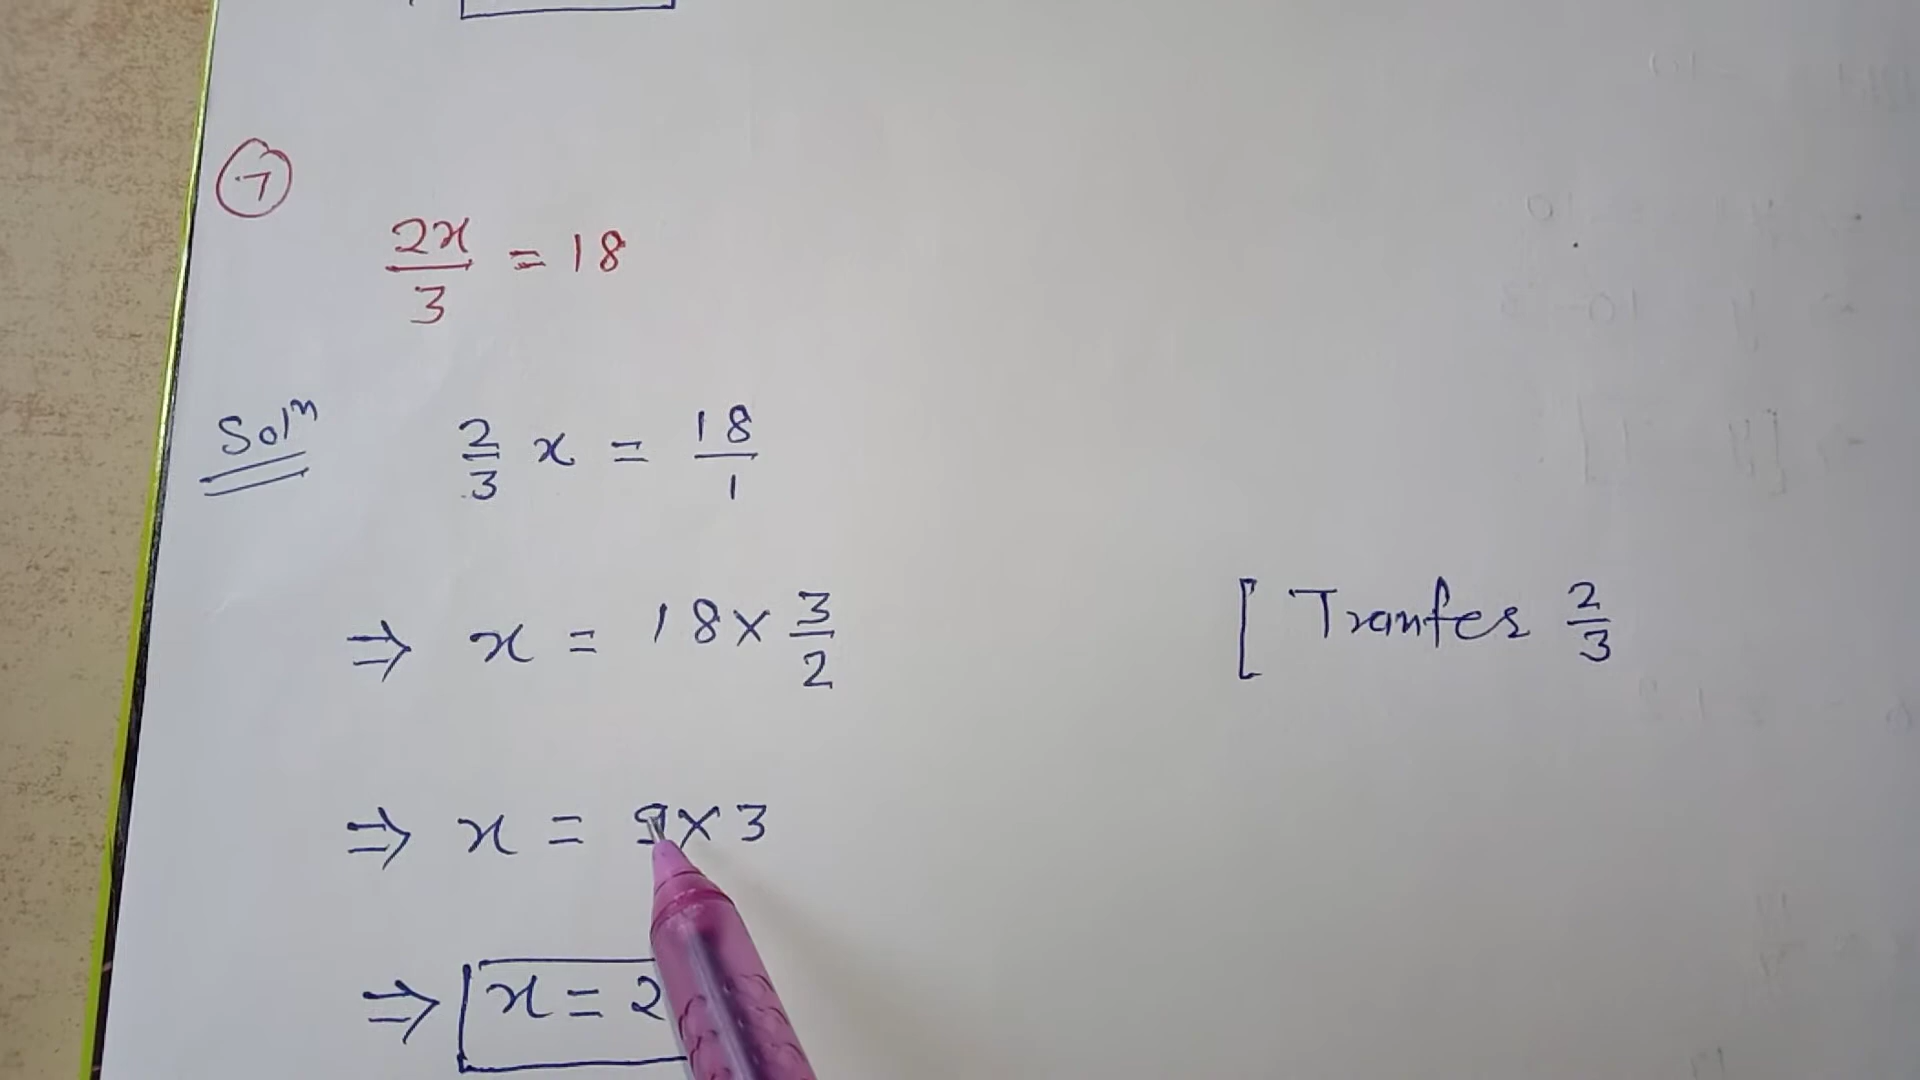 7
2x/3 = 18
Solⁿ 2/3 x = 18/1
⇒ x = 18 × 3/2 [ Tranfer 2/3
⇒ x = 9 × 3
⇒ x = 2